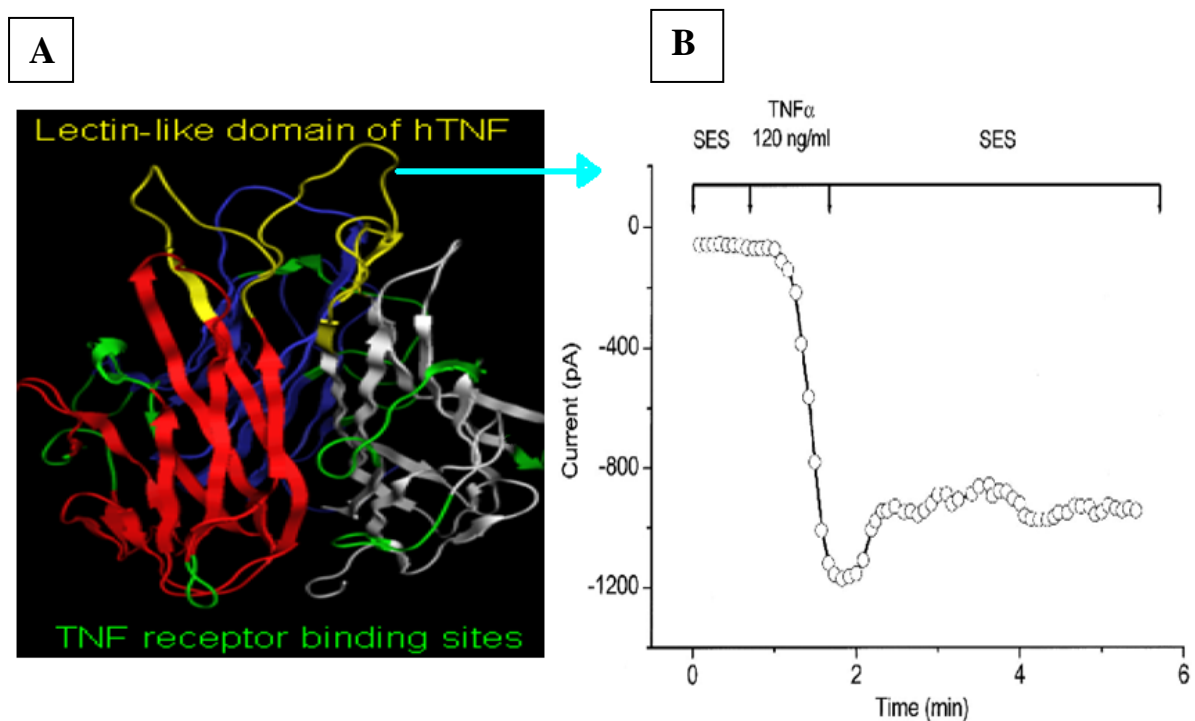 A
B
Lectin-like domain of hTNF
TNF receptor binding sites
TNFα
SES 120 ng/ml SES
0
-400
-800
-1200
Current (pA)
0 2 4 6
Time (min)